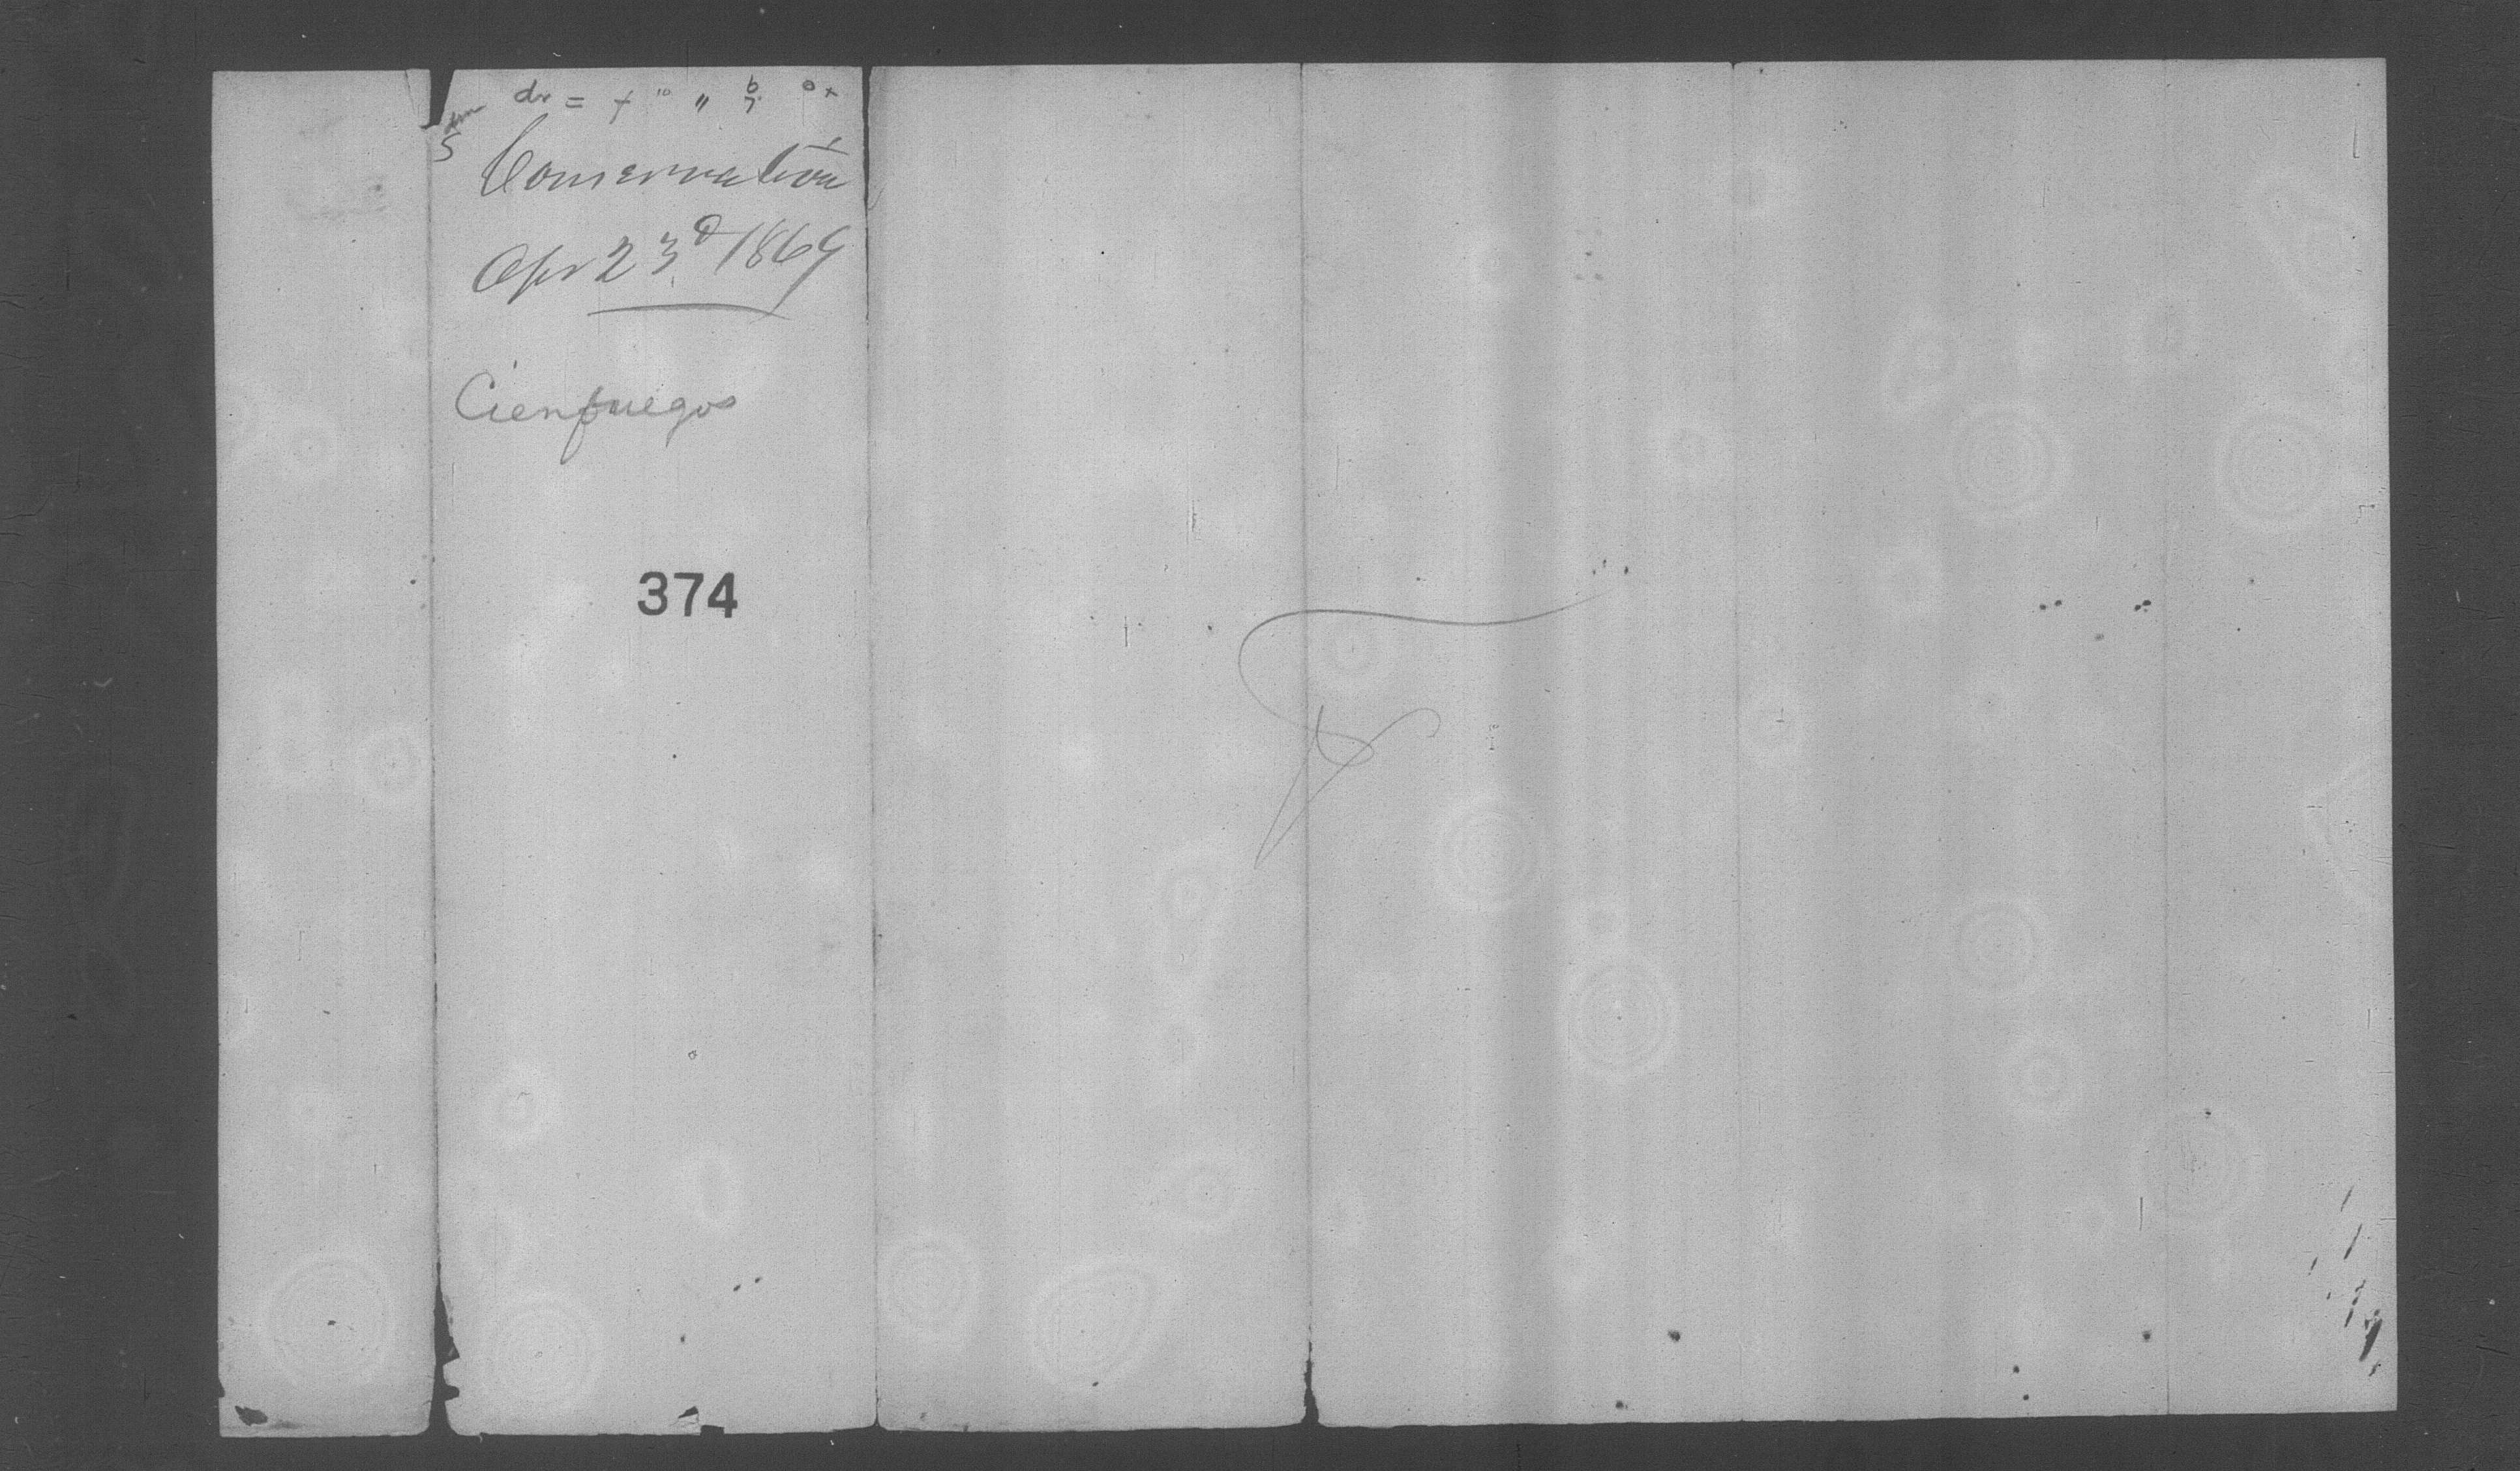 Conservation
Apr 23d 1869
Cienfuegos
374